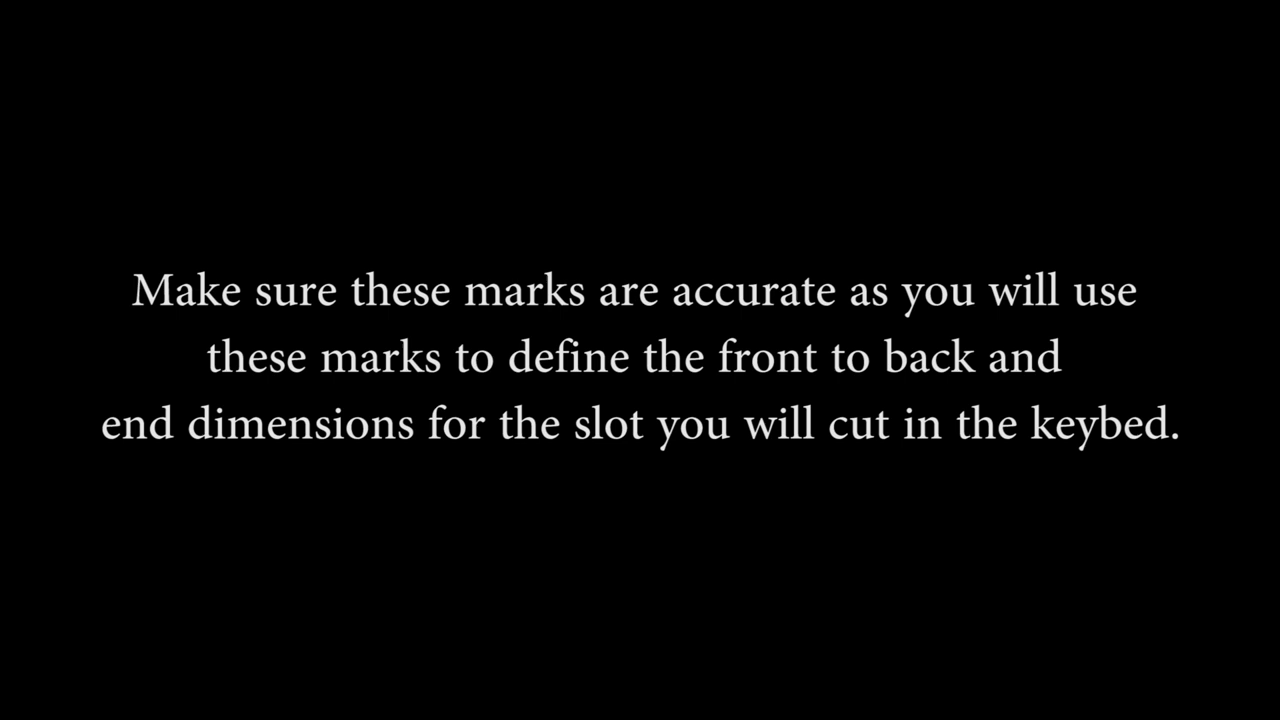 Make sure these marks are accurate as you will use
these marks to define the front to back and
end dimensions for the slot you will cut in the keybed.